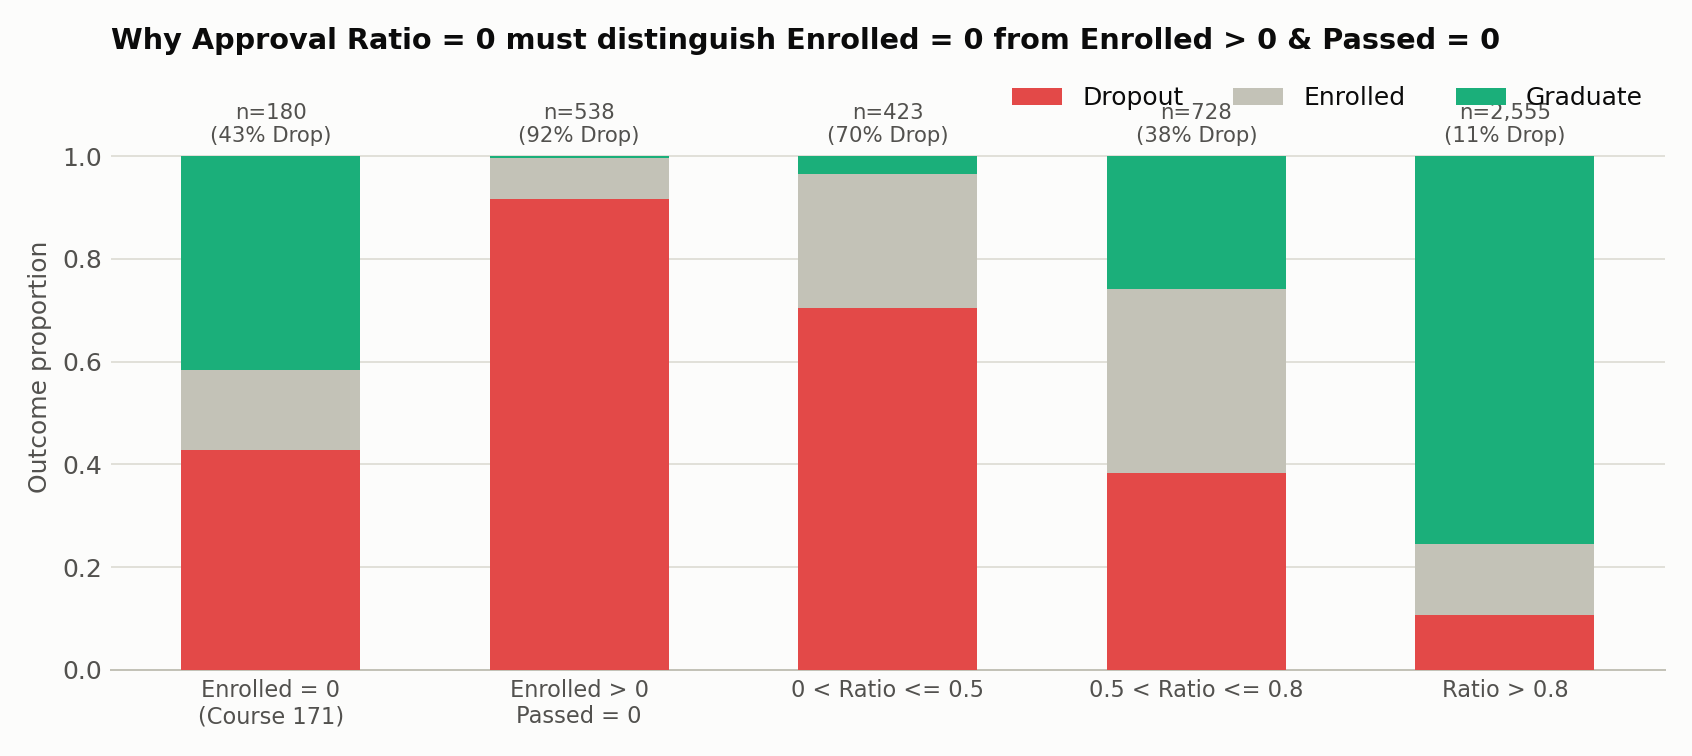 Why Approval Ratio = 0 must distinguish Enrolled = 0 from Enrolled > 0 & Passed = 0
Dropout
Enrolled
Graduate
n=180
(43% Drop)
n=538
(92% Drop)
n=423
(70% Drop)
n=728
(38% Drop)
n=2,555
(11% Drop)
Outcome proportion
1.0
0.8
0.6
0.4
0.2
0.0
Enrolled = 0
(Course 171)
Enrolled > 0
Passed = 0
0 < Ratio <= 0.5
0.5 < Ratio <= 0.8
Ratio > 0.8